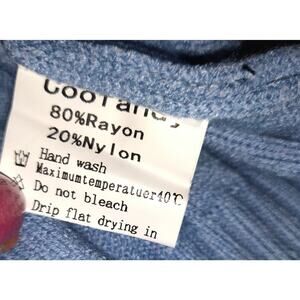 80%Rayon
20%Nylon
Hand wash
Maximumtemperatuer40℃
Do not bleach
Drip flat drying in